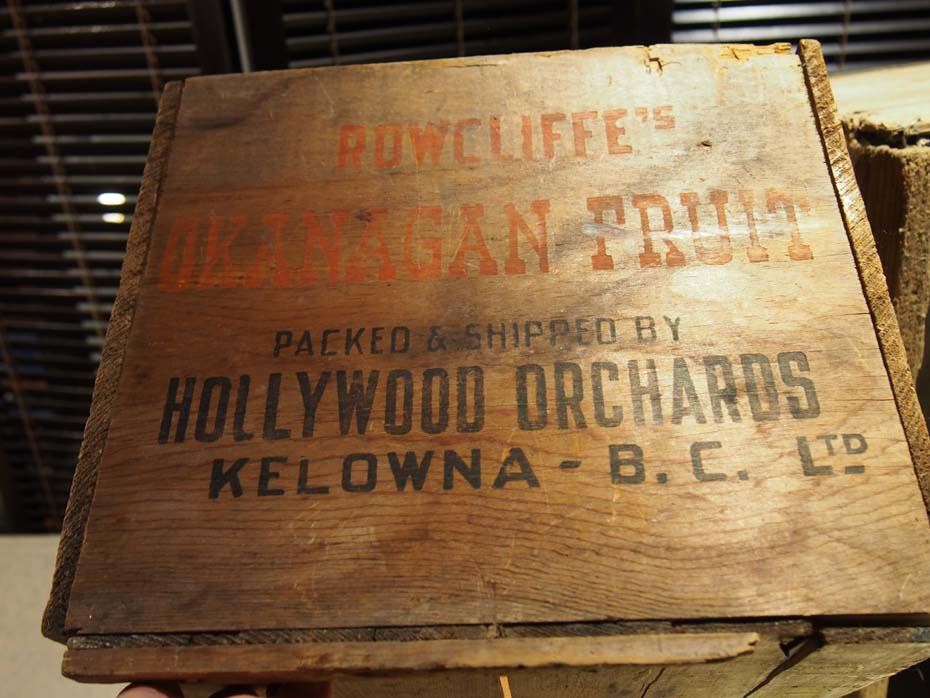 ROWCLIFFE'S
OKANAGAN FRUIT
PACKED & SHIPPED BY
HOLLYWOOD ORCHARDS
KELOWNA - B.C. LTD